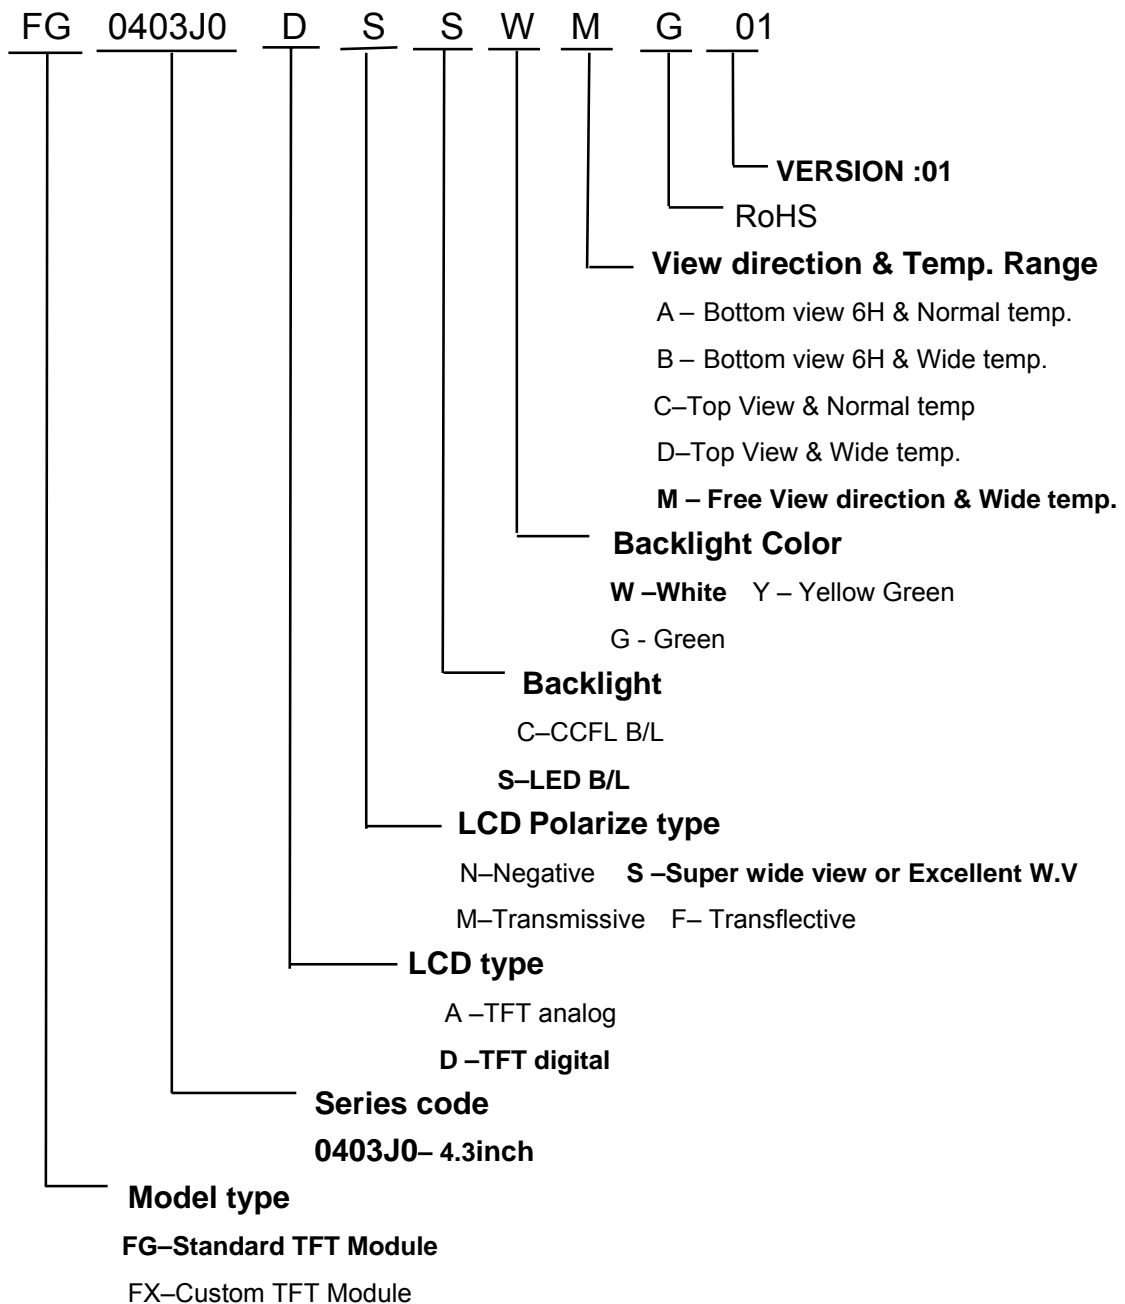 FG 0403J0 D S S W M G 01
VERSION :01
RoHS
View direction & Temp. Range
A – Bottom view 6H & Normal temp.
B – Bottom view 6H & Wide temp.
C–Top View & Normal temp
D–Top View & Wide temp.
M – Free View direction & Wide temp.
Backlight Color
W –White Y – Yellow Green
G - Green
Backlight
C–CCFL B/L
S–LED B/L
LCD Polarize type
N–Negative S –Super wide view or Excellent W.V
M–Transmissive F– Transflective
LCD type
A –TFT analog
D –TFT digital
Series code
0403J0– 4.3inch
Model type
FG–Standard TFT Module
FX–Custom TFT Module